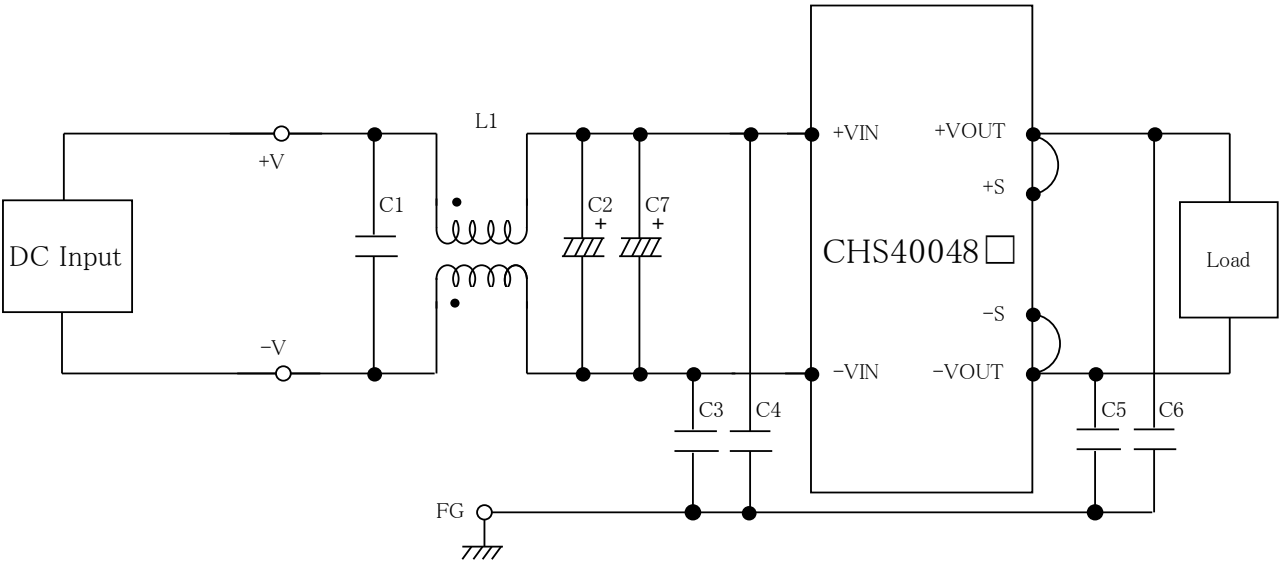 L1
+V
+VIN
+VOUT
+S
C1
C2
+
C7
+
DC Input
CHS40048□
Load
−S
−V
−VIN
−VOUT
C3
C4
C5
C6
FG